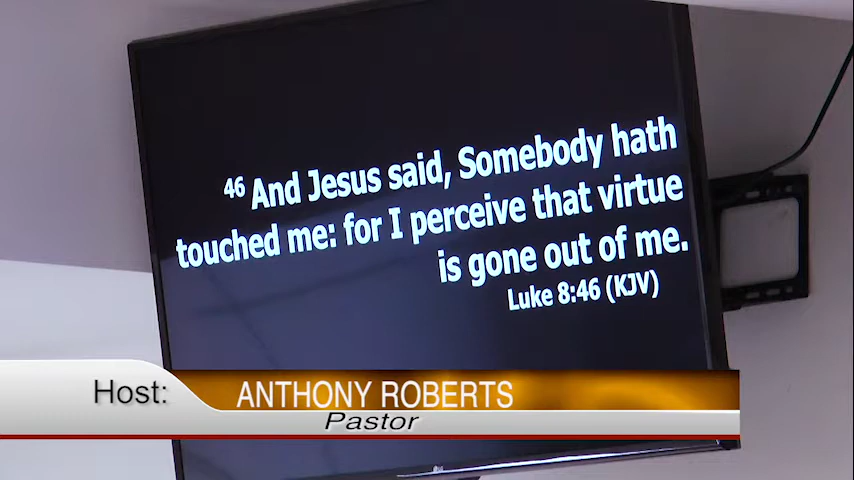 46 And Jesus said, Somebody hath
touched me: for I perceive that virtue
is gone out of me.
Luke 8:46 (KJV)
Host: ANTHONY ROBERTS
Pastor
LG